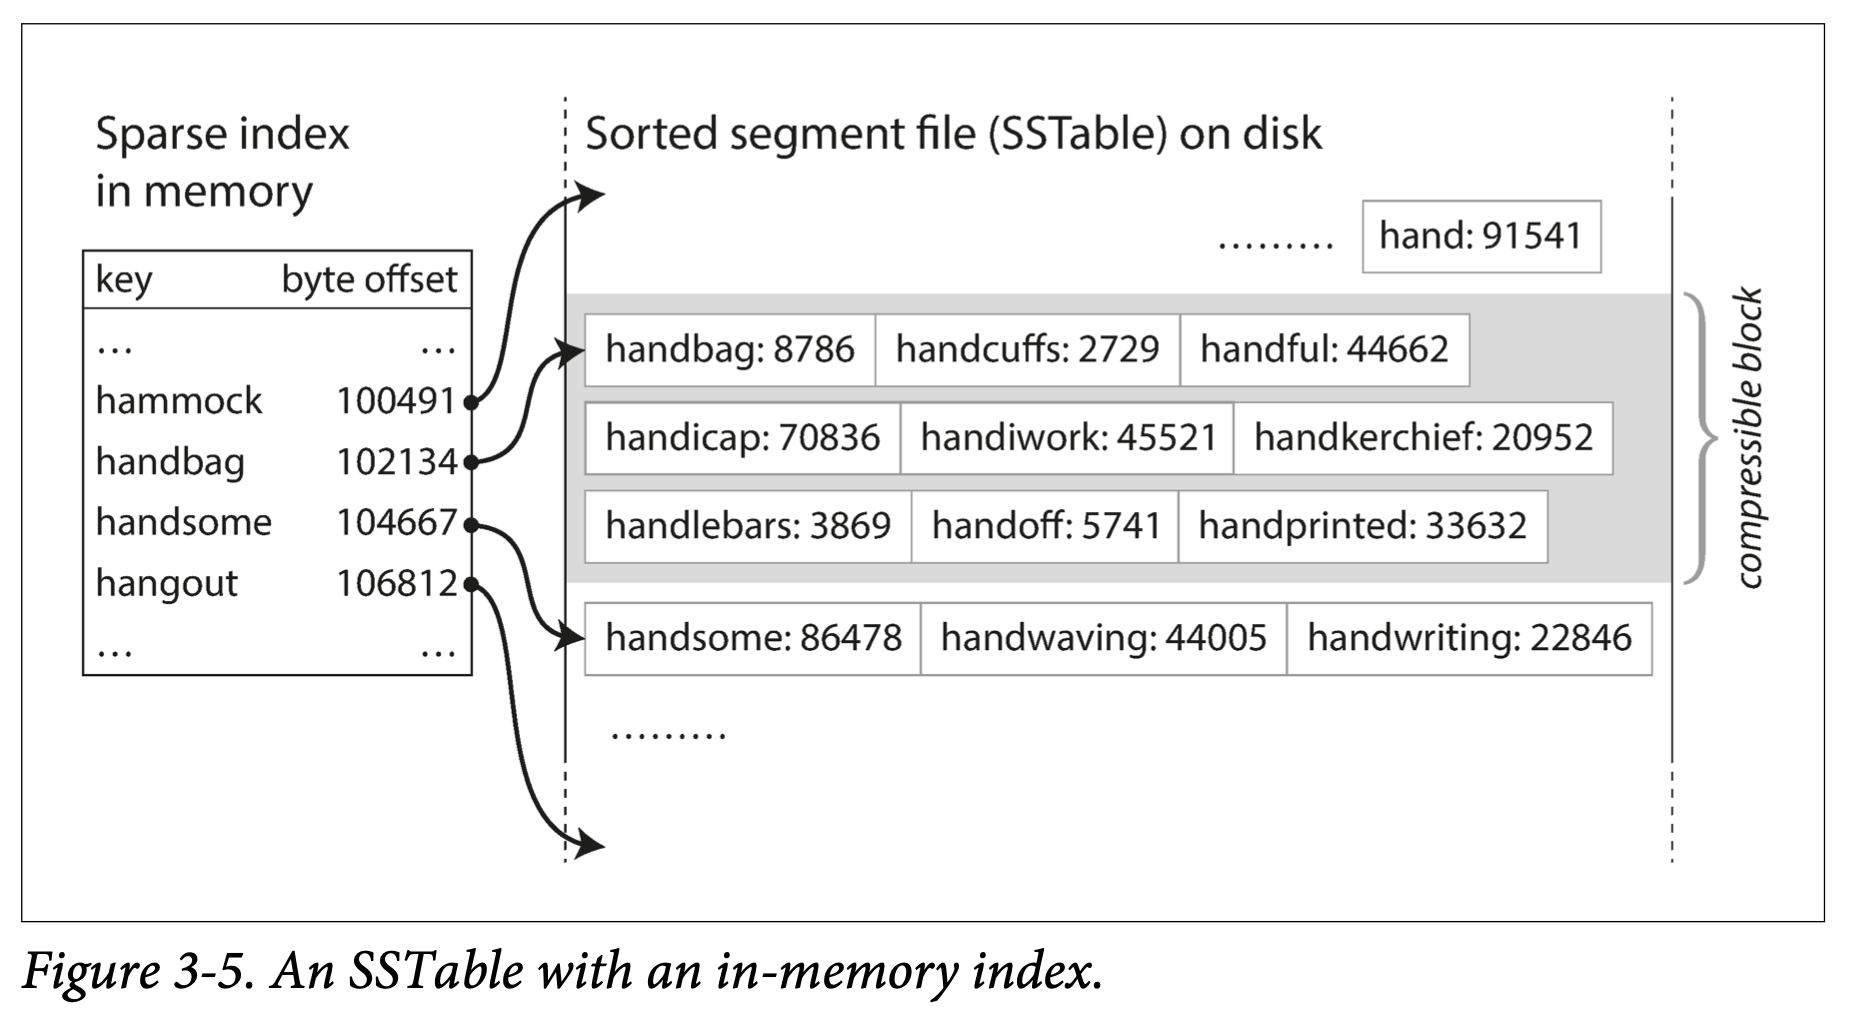 Sparse index
in memory
key byte offset
... ...
hammock 100491
handbag 102134
handsome 104667
hangout 106812
... ...
Sorted segment file (SSTable) on disk
......... hand: 91541
handbag: 8786 handcuffs: 2729 handful: 44662
handicap: 70836 handiwork: 45521 handkerchief: 20952
handlebars: 3869 handoff: 5741 handprinted: 33632
handsome: 86478 handwaving: 44005 handwriting: 22846
.........
compressible block
Figure 3-5. An SSTable with an in-memory index.